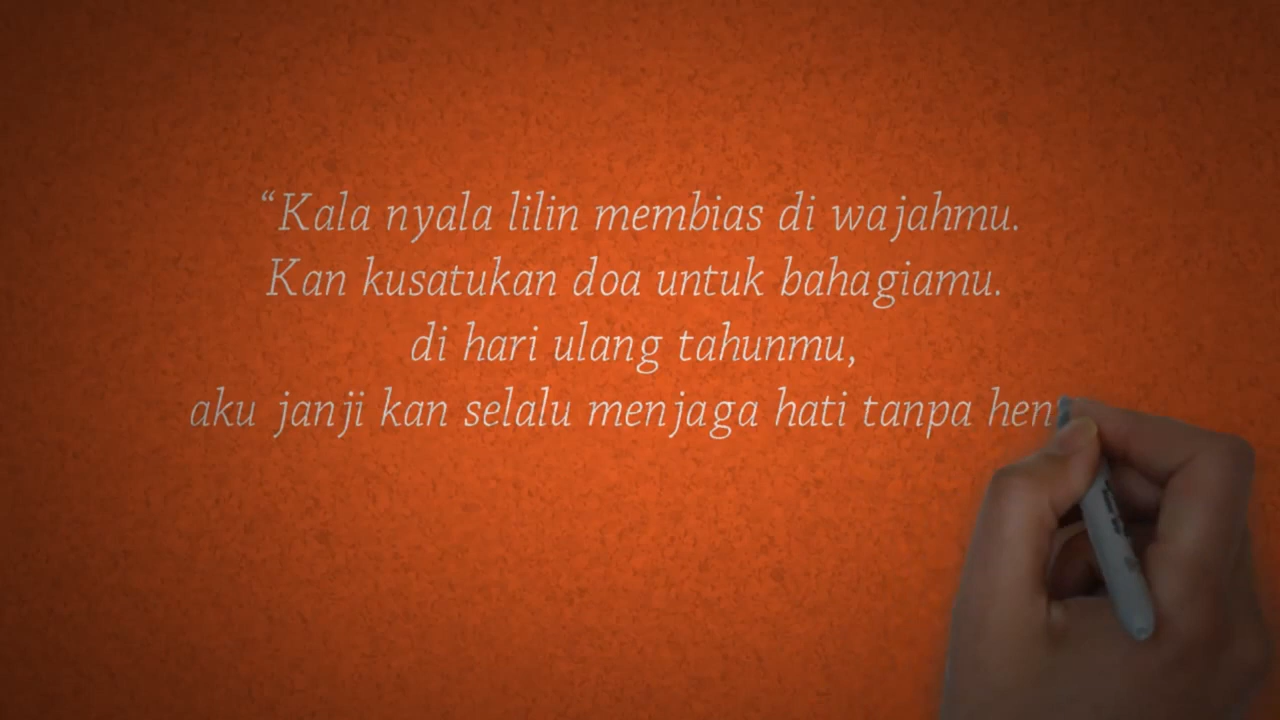 “Kala nyala lilin membias di wajahmu.
Kan kusatukan doa untuk bahagiamu.
di hari ulang tahunmu,
aku janji kan selalu menjaga hati tanpa hen